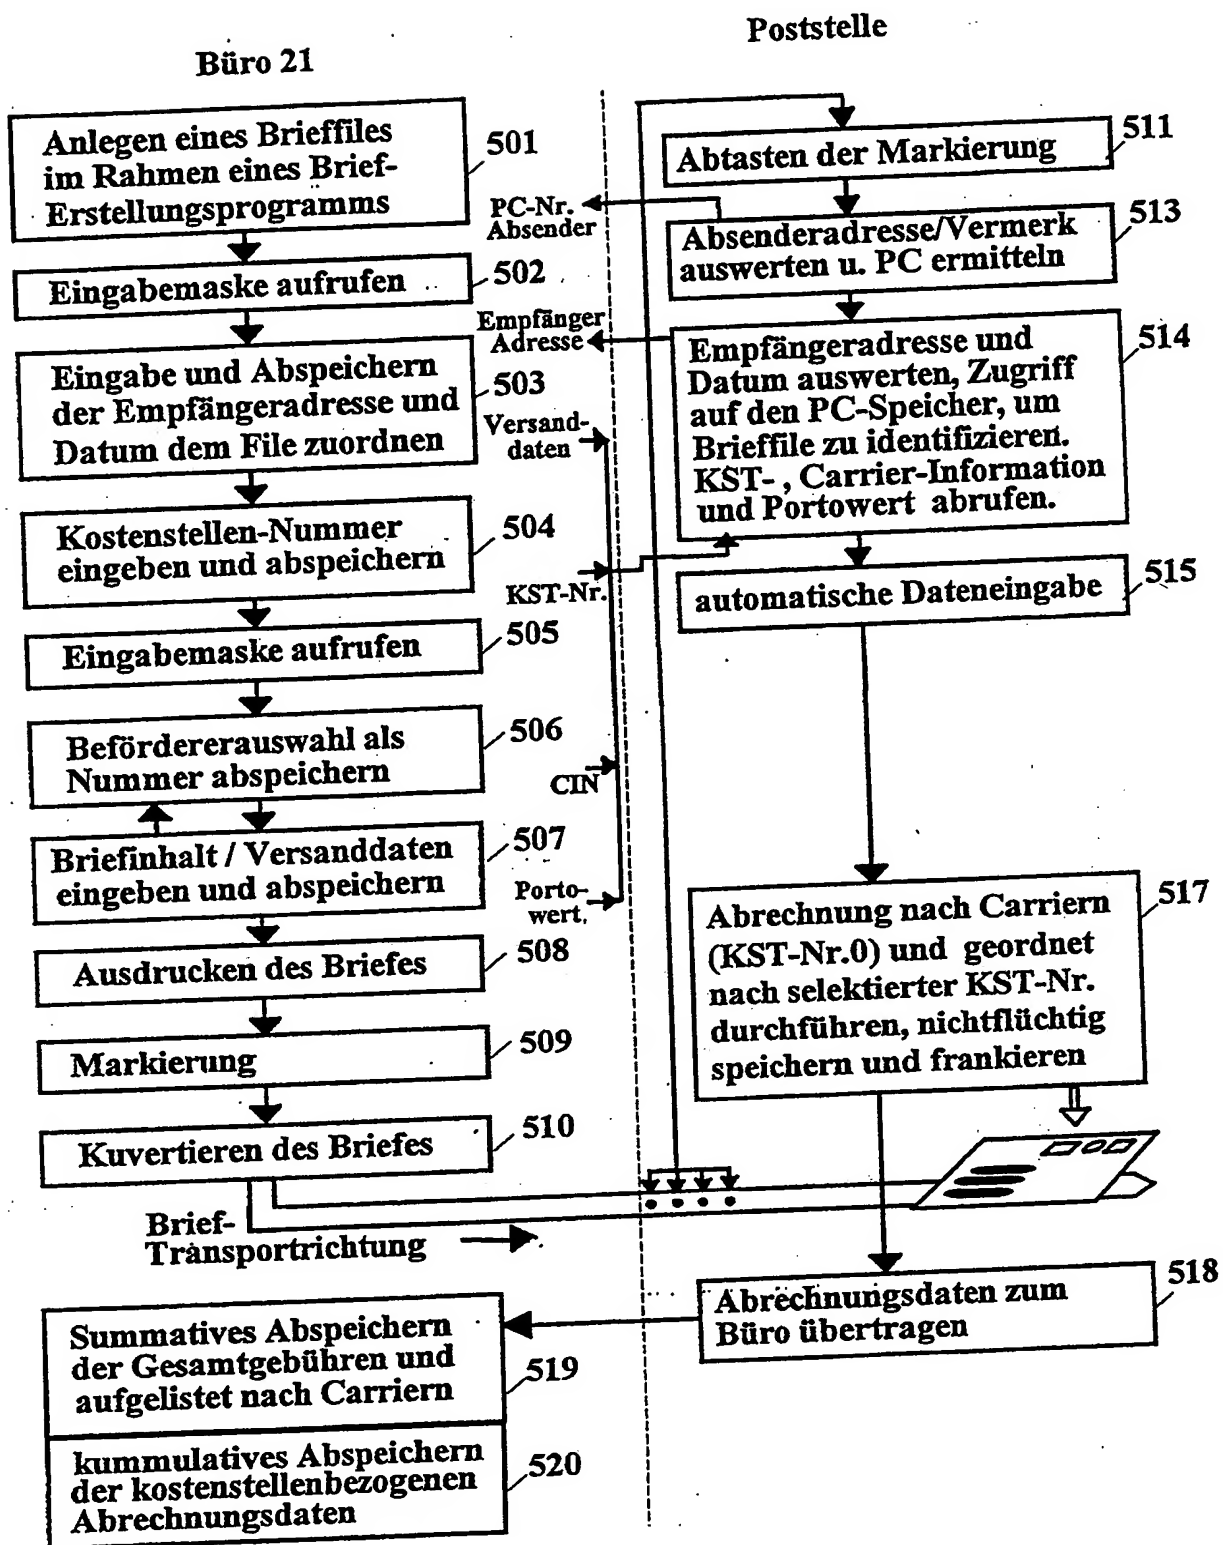 Büro 21
Poststelle
Anlegen eines Brieffiles
im Rahmen eines Brief-
Erstellungsprogramms
501
Eingabemaske aufrufen
502
Eingabe und Abspeichern
der Empfängeradresse und
Datum dem File zuordnen
503
Kostenstellen-Nummer
eingeben und abspeichern
504
Eingabemaske aufrufen
505
Befördererauswahl als
Nummer abspeichern
506
Briefinhalt / Versanddaten
eingeben und abspeichern
507
Ausdrucken des Briefes
508
Markierung
509
Kuvertieren des Briefes
510
Brief-
Transportrichtung
PC-Nr.
Absender
Empfänger
Adresse
Versand-
daten
KST-Nr.
CIN
Porto-
wert.
Abtasten der Markierung
511
Absenderadresse/Vermerk
auswerten u. PC ermitteln
513
Empfängeradresse und
Datum auswerten, Zugriff
auf den PC-Speicher, um
Brieffile zu identifizieren.
KST- , Carrier-Information
und Portowert abrufen.
514
automatische Dateneingabe
515
Abrechnung nach Carriern
(KST-Nr.0) und geordnet
nach selektierter KST-Nr.
durchführen, nichtflüchtig
speichern und frankieren
517
Abrechnungsdaten zum
Büro übertragen
518
Summatives Abspeichern
der Gesamtgebühren und
aufgelistet nach Carriern
519
kummulatives Abspeichern
der kostenstellenbezogenen
Abrechnungsdaten
520